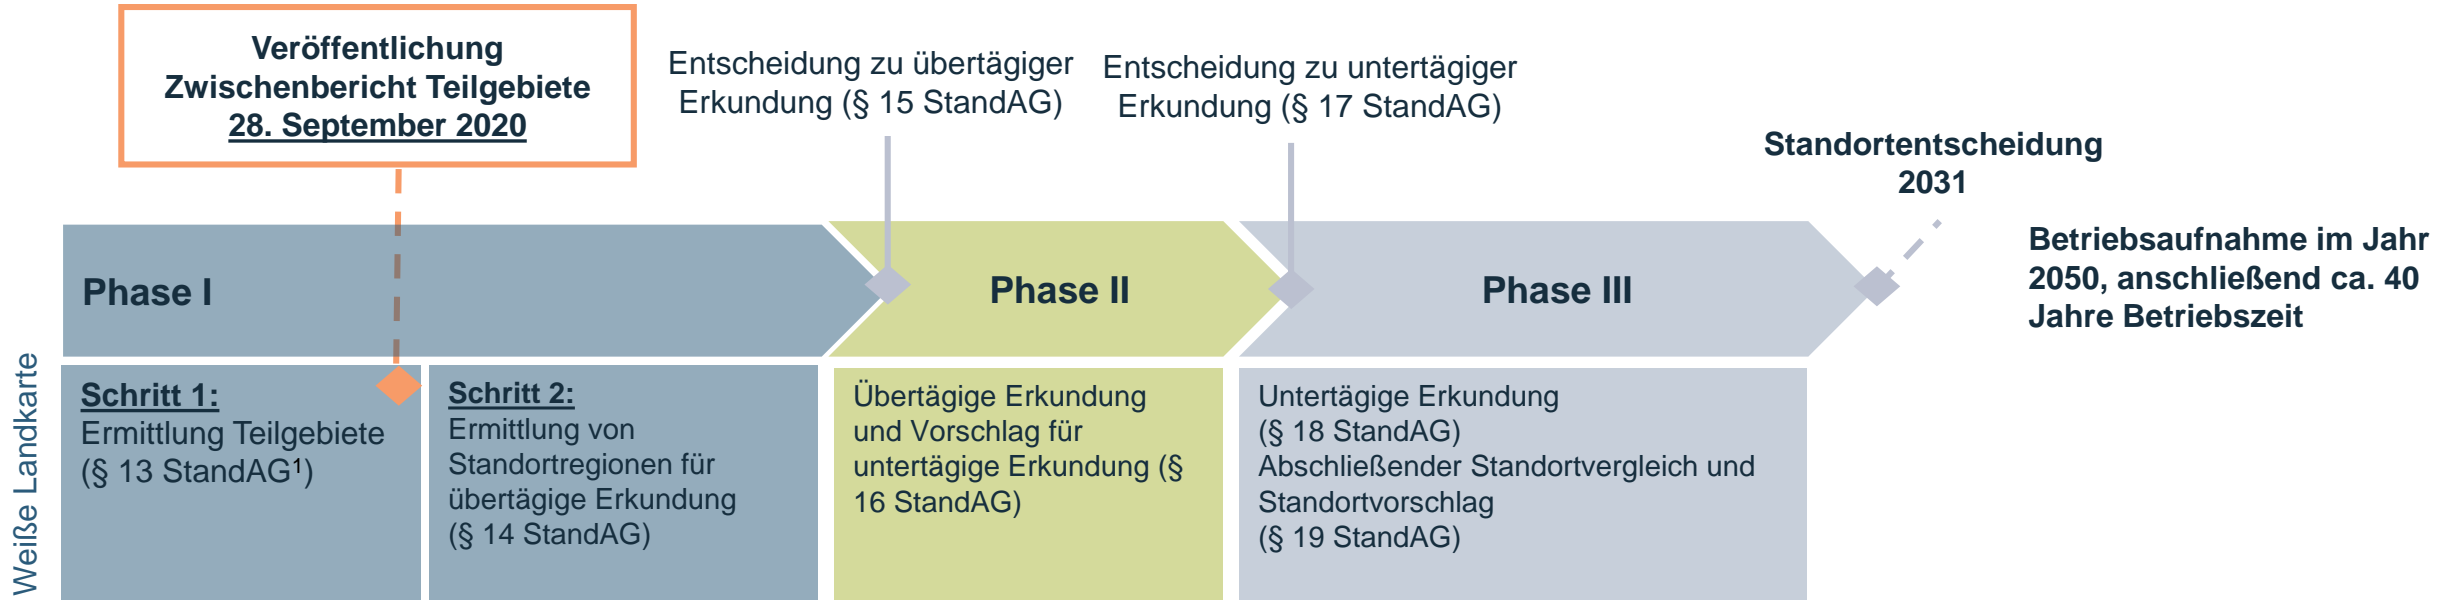 Veröffentlichung
Zwischenbericht Teilgebiete
28. September 2020
Entscheidung zu übertägiger
Erkundung (§ 15 StandAG)
Entscheidung zu untertägiger
Erkundung (§ 17 StandAG)
Standortentscheidung
2031
Betriebsaufnahme im Jahr
2050, anschließend ca. 40
Jahre Betriebszeit
Phase I
Phase II
Phase III
Weiße Landkarte
Schritt 1:
Ermittlung Teilgebiete
(§ 13 StandAG¹)
Schritt 2:
Ermittlung von
Standortregionen für
übertägige Erkundung
(§ 14 StandAG)
Übertägige Erkundung
und Vorschlag für
untertägige Erkundung (§
16 StandAG)
Untertägige Erkundung
(§ 18 StandAG)
Abschließender Standortvergleich und
Standortvorschlag
(§ 19 StandAG)